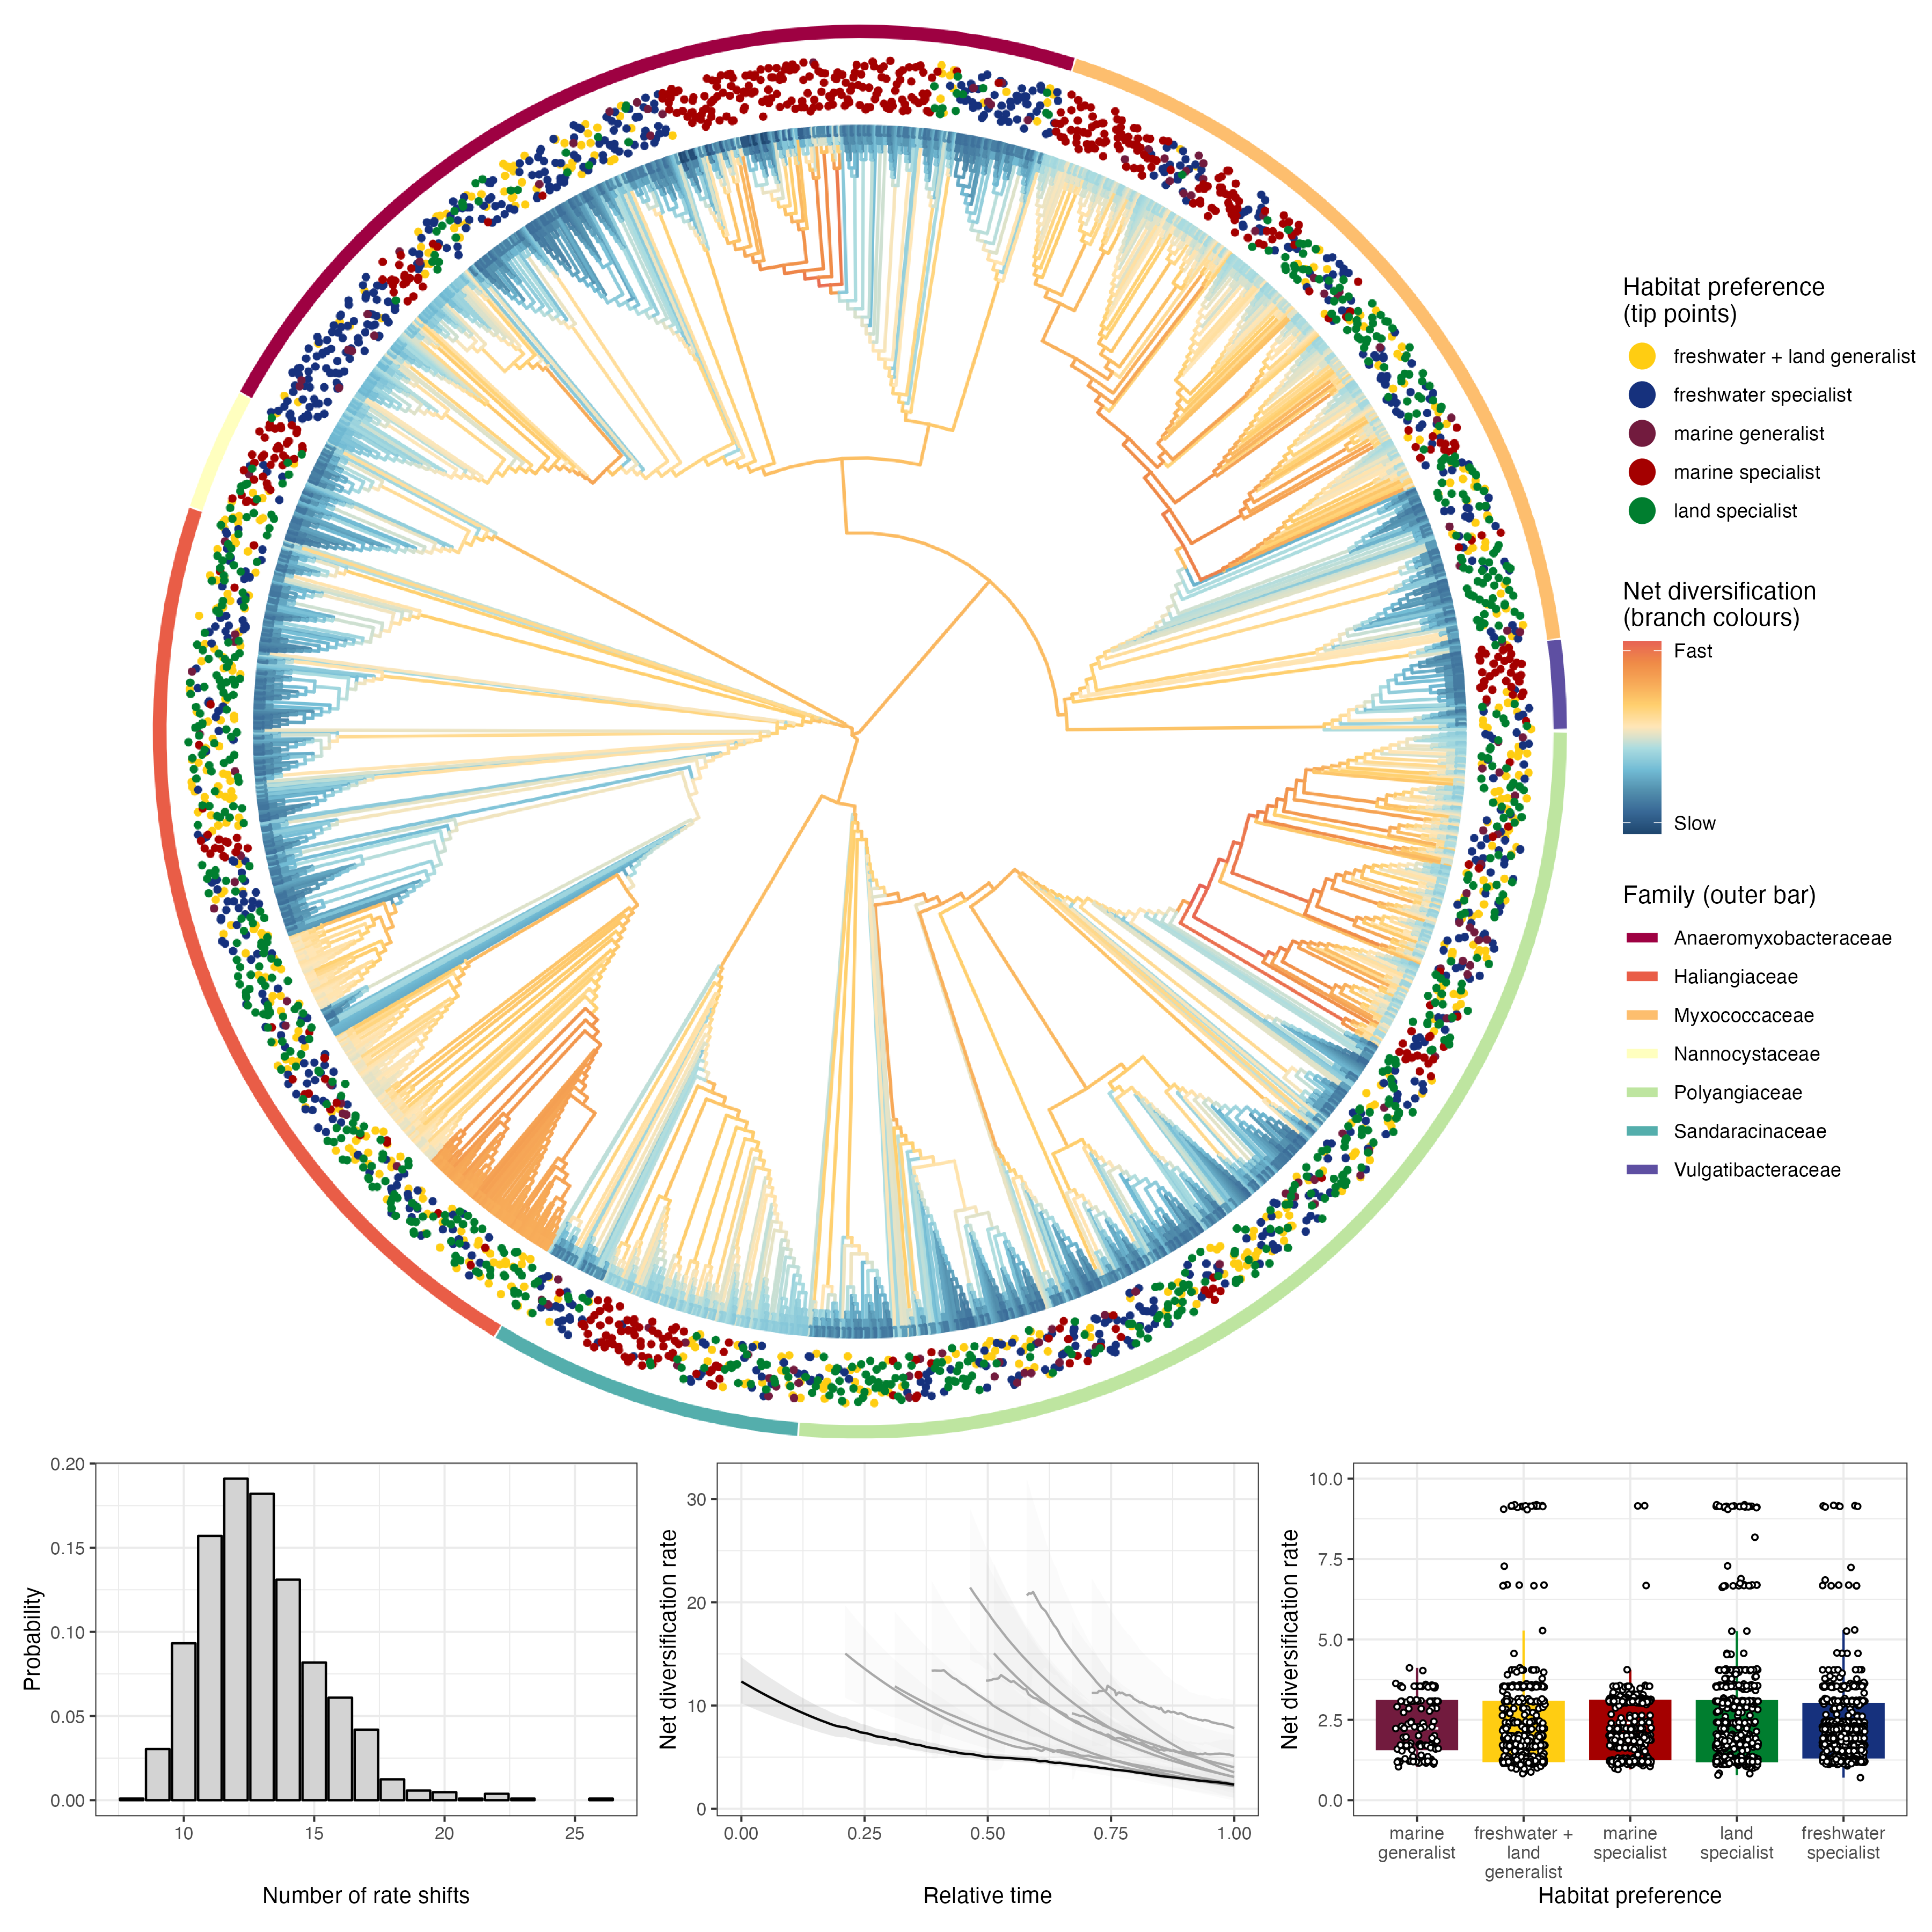 Habitat preference
(tip points)
freshwater + land generalist
freshwater specialist
marine generalist
marine specialist
land specialist
Net diversification
(branch colours)
Fast
Slow
Family (outer bar)
Anaeromyxobacteraceae
Haliangiaceae
Myxococcaceae
Nannocystaceae
Polyangiaceae
Sandaracinaceae
Vulgatibacteraceae
0.20
0.15
0.10
0.05
0.00
Probability
10 15 20 25
Number of rate shifts
30
20
10
0
Net diversification rate
0.00 0.25 0.50 0.75 1.00
Relative time
10.0
7.5
5.0
2.5
0.0
Net diversification rate
marine
generalist
freshwater +
land
generalist
marine
specialist
land
specialist
freshwater
specialist
Habitat preference